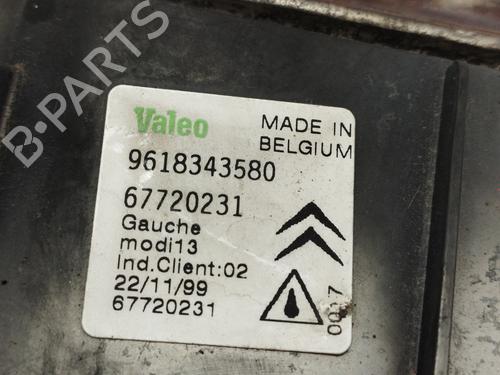 B-PARTS
Valeo
MADE IN
BELGIUM
9618343580
67720231
Gauche
modi13
Ind.Client:02
22/11/99
67720231
0017